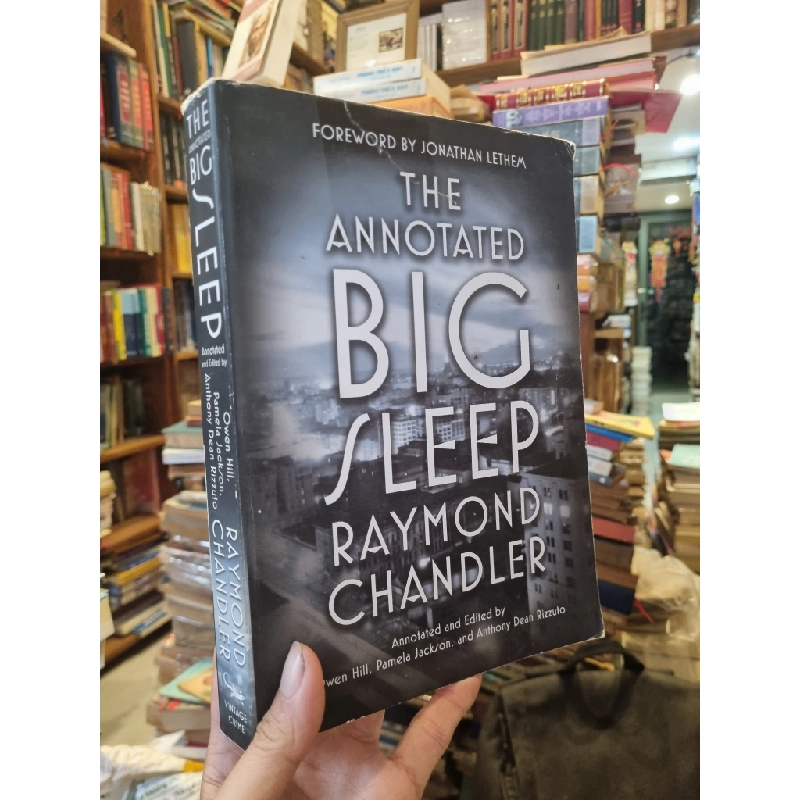 FOREWORD BY JONATHAN LETHEM
THE
ANNOTATED
BIG
SLEEP
RAYMOND
CHANDLER
Annotated and Edited by
Owen Hill, Pamela Jackson, and Anthony Dean Rizzuto
THE
ANNOTATED
BIG
SLEEP
Annotated
and Edited by
Owen Hill,
Pamela Jackson,
Anthony Dean Rizzuto
RAYMOND
CHANDLER
VINTAGE
CRIME